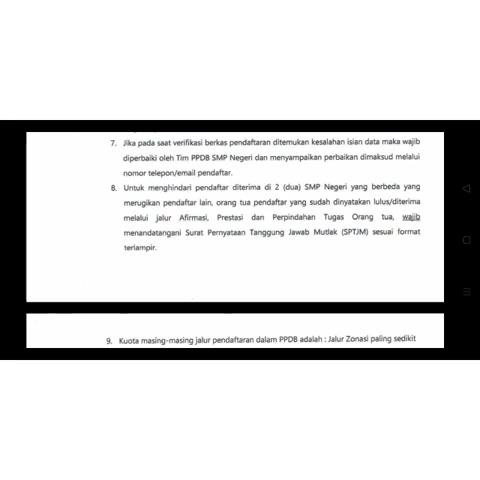 7. Jika pada saat verifikasi berkas pendaftaran ditemukan kesalahan isian data maka wajib
diperbaiki oleh Tim PPDB SMP Negeri dan menyampaikan perbaikan dimaksud melalui
nomor telepon/email pendaftar.
8. Untuk menghindari pendaftar diterima di 2 (dua) SMP Negeri yang berbeda yang
merugikan pendaftar lain, orang tua pendaftar yang sudah dinyatakan lulus/diterima
melalui jalur Afirmasi, Prestasi dan Perpindahan Tugas Orang tua, wajib
menandatangani Surat Pernyataan Tanggung Jawab Mutlak (SPTJM) sesuai format
terlampir.
9. Kuota masing-masing jalur pendaftaran dalam PPDB adalah : Jalur Zonasi paling sedikit